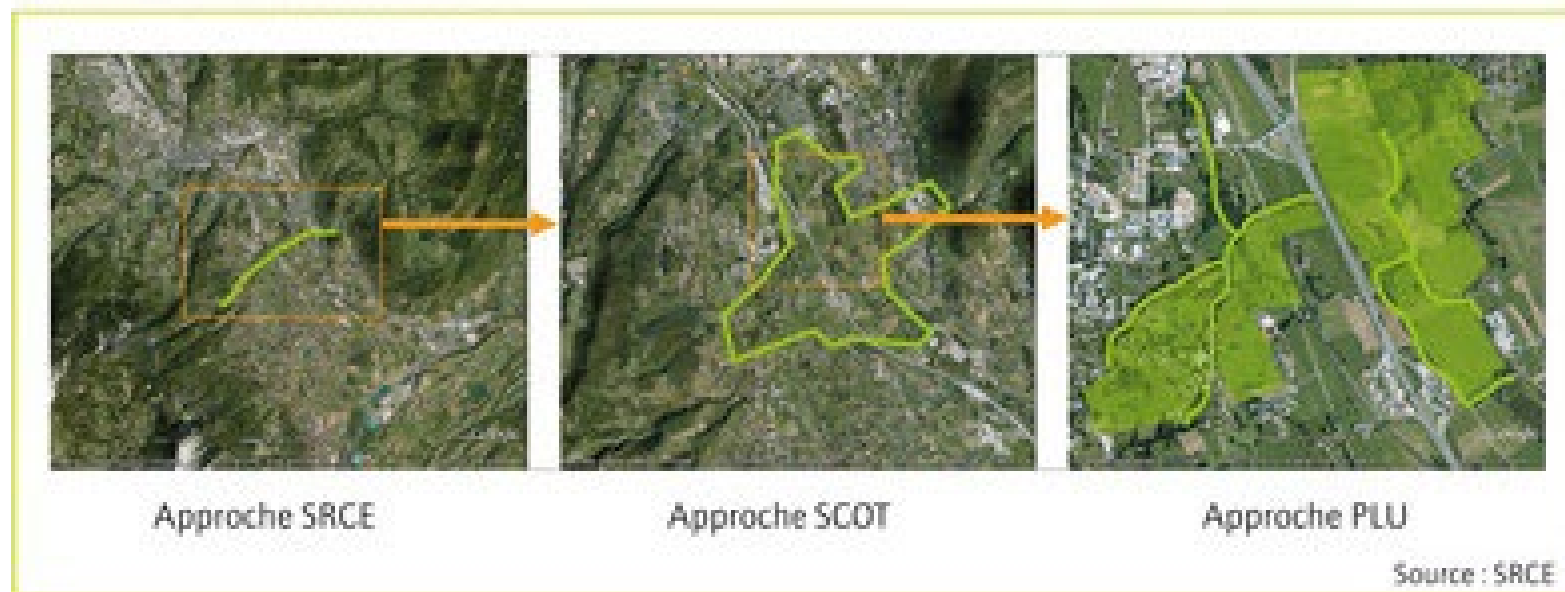 Approche SRCE
Approche SCOT
Approche PLU
Source : SRCE